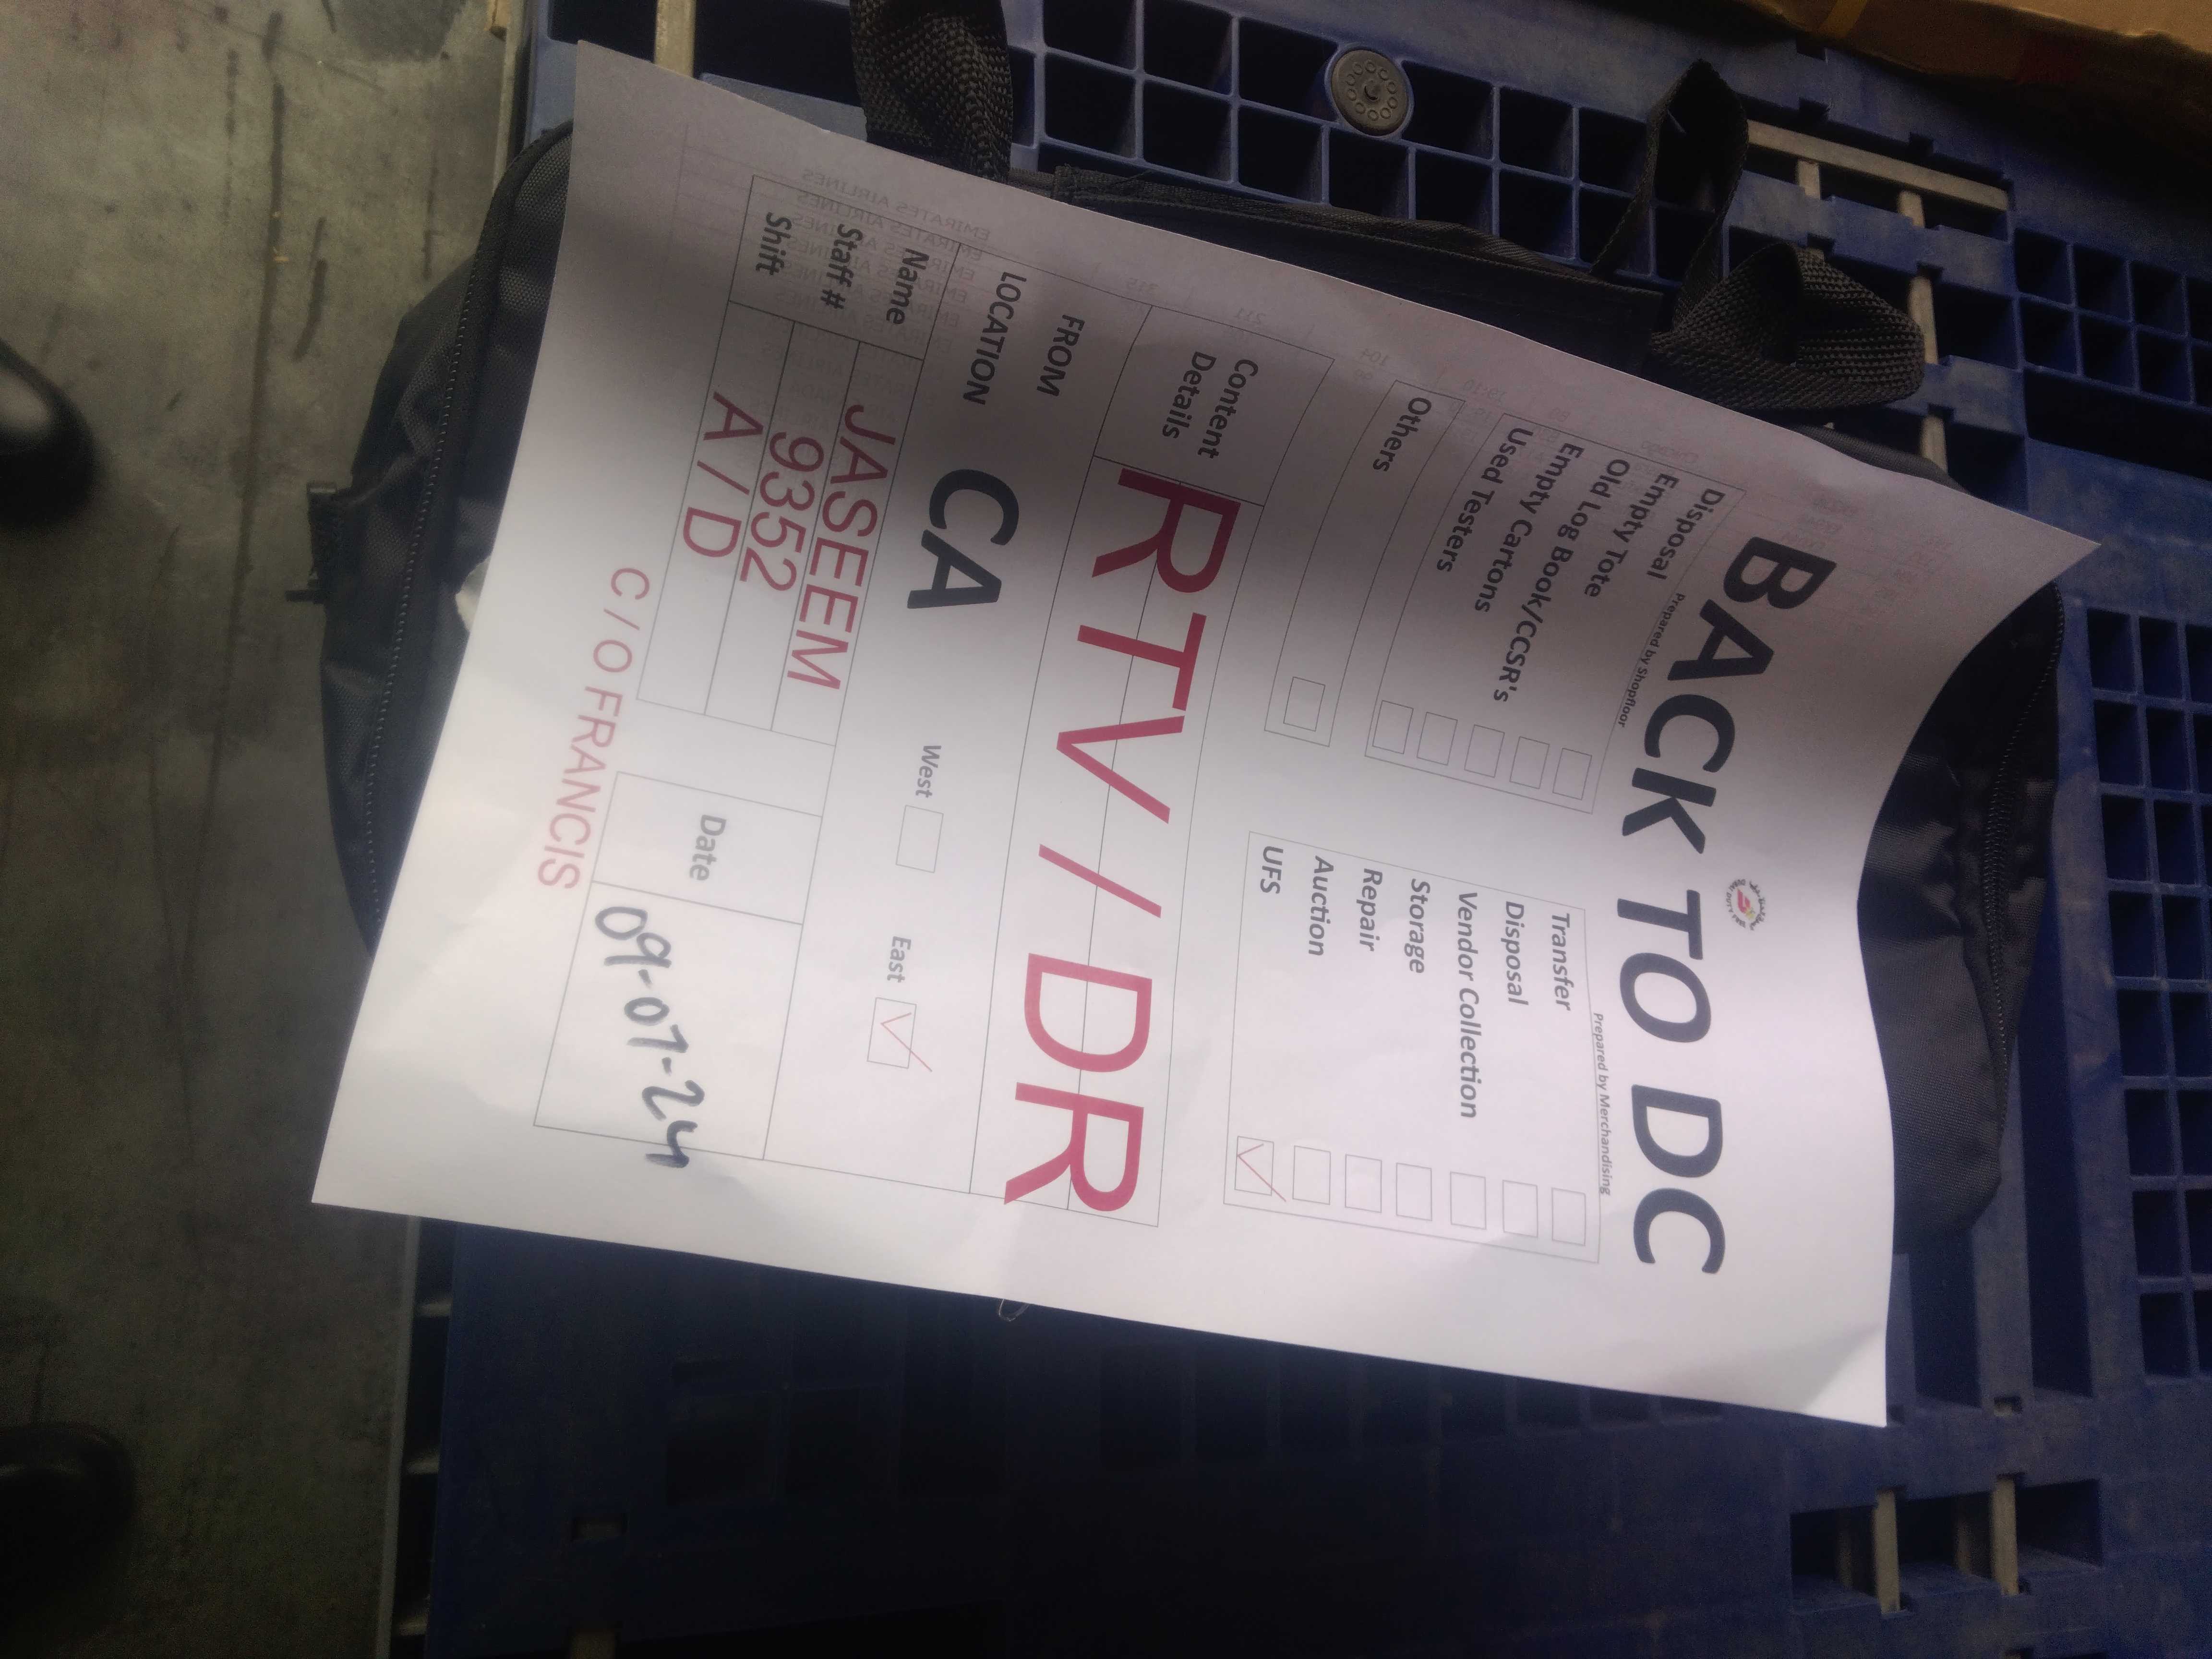 BACK TO DC
Prepared by Shopfloor
Disposal
Empty Tote
Old Log Book/CCSR's
Empty Cartons
Used Testers
Others
Prepared by Merchandising
Transfer
Disposal
Vendor Collection
Storage
Repair
Auction
UFS
Content
Details
RTV / DR
FROM
LOCATION
CA
West
East
Name
JASEEM
Staff #
9352
Shift
A / D
Date
09-07-24
C / O FRANCIS
EMIRATES AIRLINES